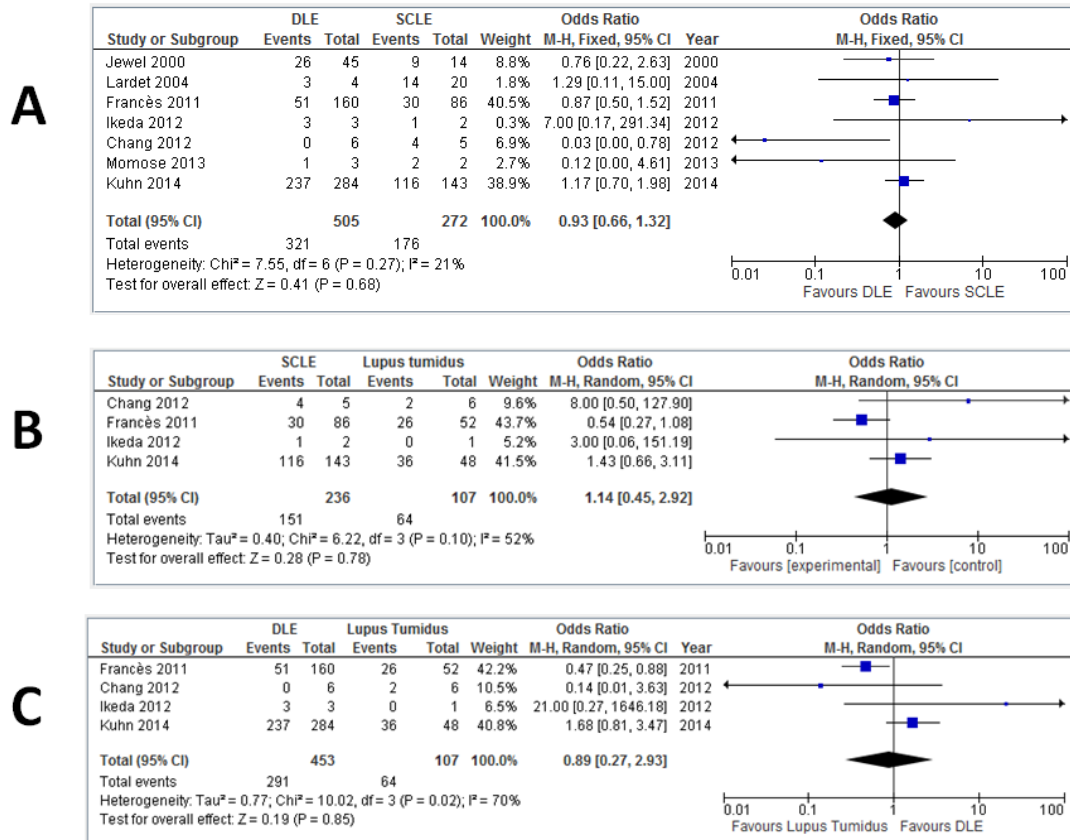 A
DLE SCLE Odds Ratio Odds Ratio
Study or Subgroup Events Total Events Total Weight M-H, Fixed, 95% CI Year M-H, Fixed, 95% CI
Jewel 2000 26 45 9 14 8.8% 0.76 [0.22, 2.63] 2000
Lardet 2004 3 4 14 20 1.8% 1.29 [0.11, 15.00] 2004
Francès 2011 51 160 30 86 40.5% 0.87 [0.50, 1.52] 2011
Ikeda 2012 3 3 1 2 0.3% 7.00 [0.17, 291.34] 2012
Chang 2012 0 6 4 5 6.9% 0.03 [0.00, 0.78] 2012
Momose 2013 1 3 2 2 2.7% 0.12 [0.00, 4.61] 2013
Kuhn 2014 237 284 116 143 38.9% 1.17 [0.70, 1.98] 2014
Total (95% CI) 505 272 100.0% 0.93 [0.66, 1.32]
Total events 321 176
Heterogeneity: Chi² = 7.55, df = 6 (P = 0.27); I² = 21%
Test for overall effect: Z = 0.41 (P = 0.68)
0.01 0.1 1 10 100
Favours DLE Favours SCLE
B
SCLE Lupus tumidus Odds Ratio Odds Ratio
Study or Subgroup Events Total Events Total Weight M-H, Random, 95% CI M-H, Random, 95% CI
Chang 2012 4 5 2 6 9.6% 8.00 [0.50, 127.90]
Francès 2011 30 86 26 52 43.7% 0.54 [0.27, 1.08]
Ikeda 2012 1 2 0 1 5.2% 3.00 [0.06, 151.19]
Kuhn 2014 116 143 36 48 41.5% 1.43 [0.66, 3.11]
Total (95% CI) 236 107 100.0% 1.14 [0.45, 2.92]
Total events 151 64
Heterogeneity: Tau² = 0.40; Chi² = 6.22, df = 3 (P = 0.10); I² = 52%
Test for overall effect: Z = 0.28 (P = 0.78)
0.01 0.1 1 10 100
Favours [experimental] Favours [control]
C
DLE Lupus Tumidus Odds Ratio Odds Ratio
Study or Subgroup Events Total Events Total Weight M-H, Random, 95% CI Year M-H, Random, 95% CI
Francès 2011 51 160 26 52 42.2% 0.47 [0.25, 0.88] 2011
Chang 2012 0 6 2 6 10.5% 0.14 [0.01, 3.63] 2012
Ikeda 2012 3 3 0 1 6.5% 21.00 [0.27, 1646.18] 2012
Kuhn 2014 237 284 36 48 40.8% 1.68 [0.81, 3.47] 2014
Total (95% CI) 453 107 100.0% 0.89 [0.27, 2.93]
Total events 291 64
Heterogeneity: Tau² = 0.77; Chi² = 10.02, df = 3 (P = 0.02); I² = 70%
Test for overall effect: Z = 0.19 (P = 0.85)
0.01 0.1 1 10 100
Favours Lupus Tumidus Favours DLE